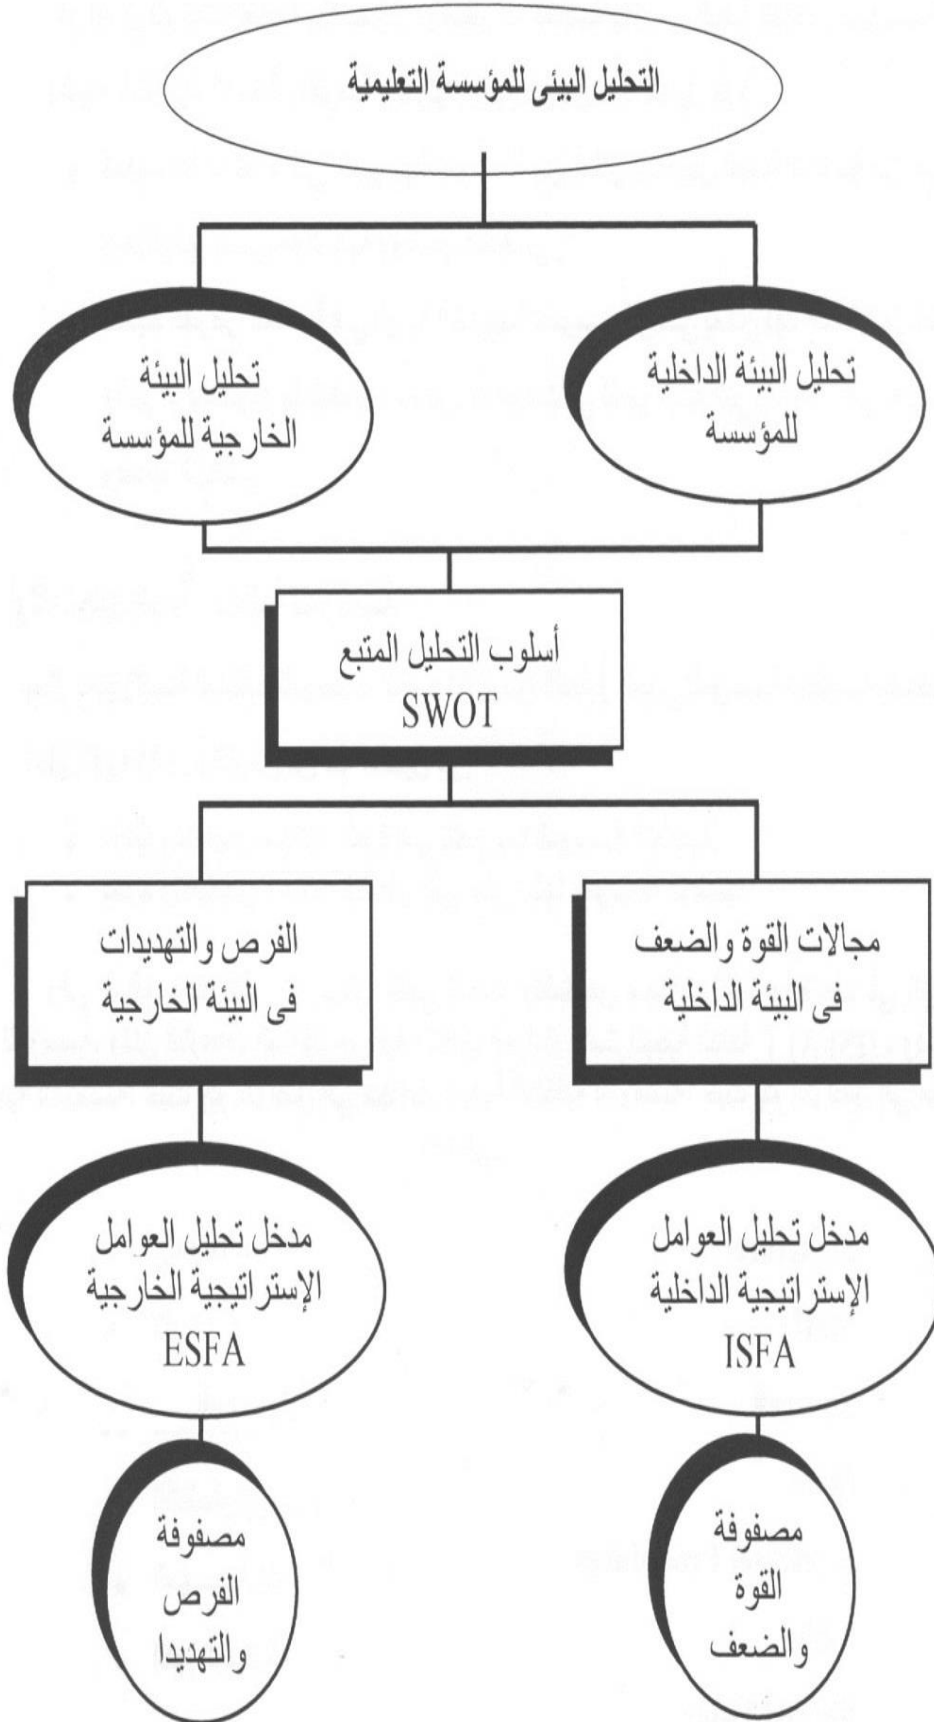 التحليل البيئى للمؤسسة التعليمية
تحليل البيئة الداخلية
للمؤسسة
تحليل البيئة
الخارجية للمؤسسة
أسلوب التحليل المتبع
SWOT
مجالات القوة والضعف
فى البيئة الداخلية
الفرص والتهديدات
فى البيئة الخارجية
مدخل تحليل العوامل
الإستراتيجية الداخلية
ISFA
مدخل تحليل العوامل
الإستراتيجية الخارجية
ESFA
مصفوفة
القوة
والضعف
مصفوفة
الفرص
والتهديدا